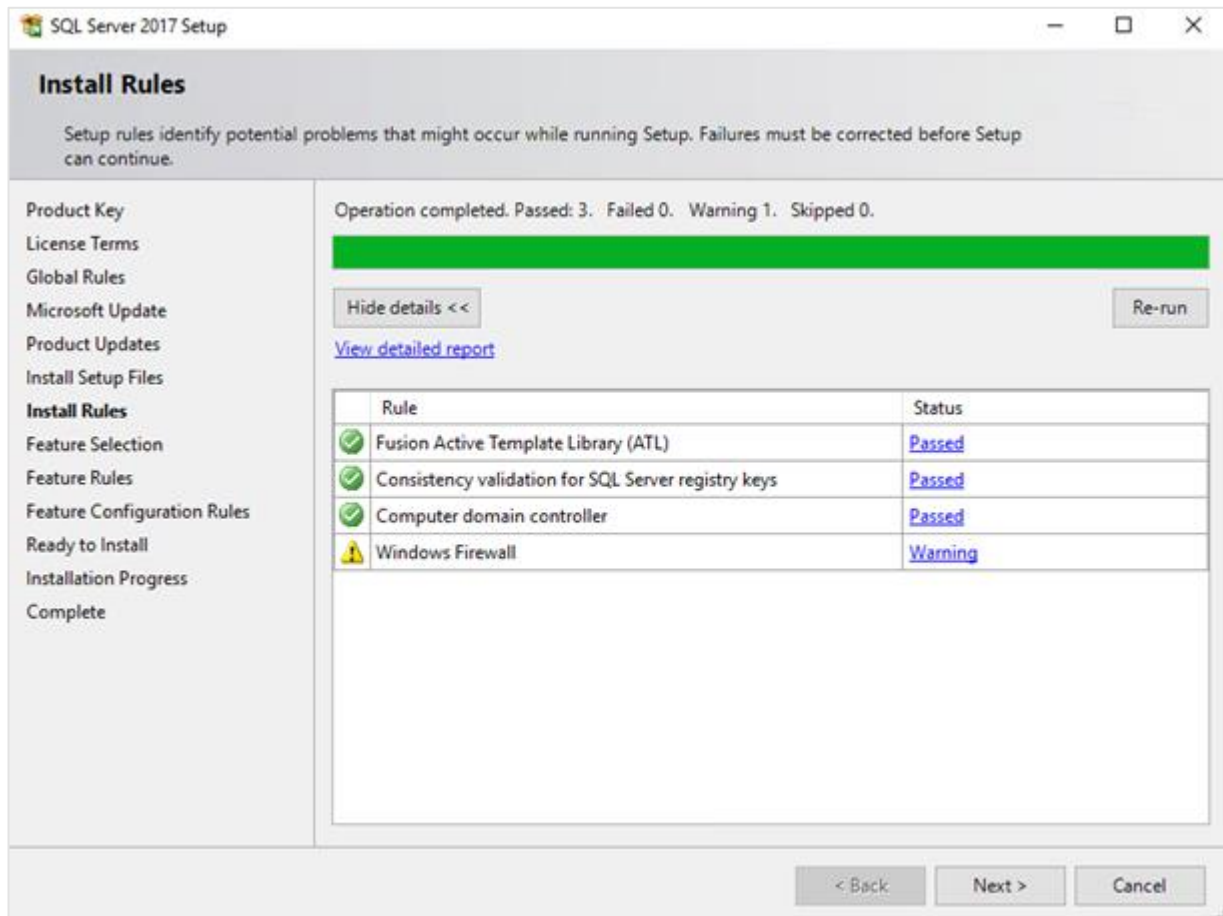 SQL Server 2017 Setup
Install Rules
Setup rules identify potential problems that might occur while running Setup. Failures must be corrected before Setup
can continue.
Product Key
License Terms
Global Rules
Microsoft Update
Product Updates
Install Setup Files
Install Rules
Feature Selection
Feature Rules
Feature Configuration Rules
Ready to Install
Installation Progress
Complete
Operation completed. Passed: 3.   Failed 0.   Warning 1.   Skipped 0.
Hide details <<
Re-run
View detailed report
Rule Status
Fusion Active Template Library (ATL) Passed
Consistency validation for SQL Server registry keys Passed
Computer domain controller Passed
Windows Firewall Warning
< Back Next > Cancel